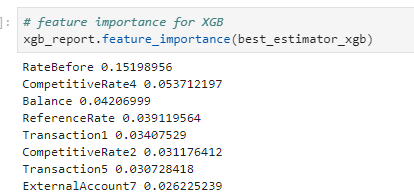 ]:
# feature importance for XGB
xgb_report.feature_importance(best_estimator_xgb)
RateBefore 0.15198956
CompetitiveRate4 0.053712197
Balance 0.04206999
ReferenceRate 0.039119564
Transaction1 0.03407529
CompetitiveRate2 0.031176412
Transaction5 0.030728418
ExternalAccount7 0.026225239